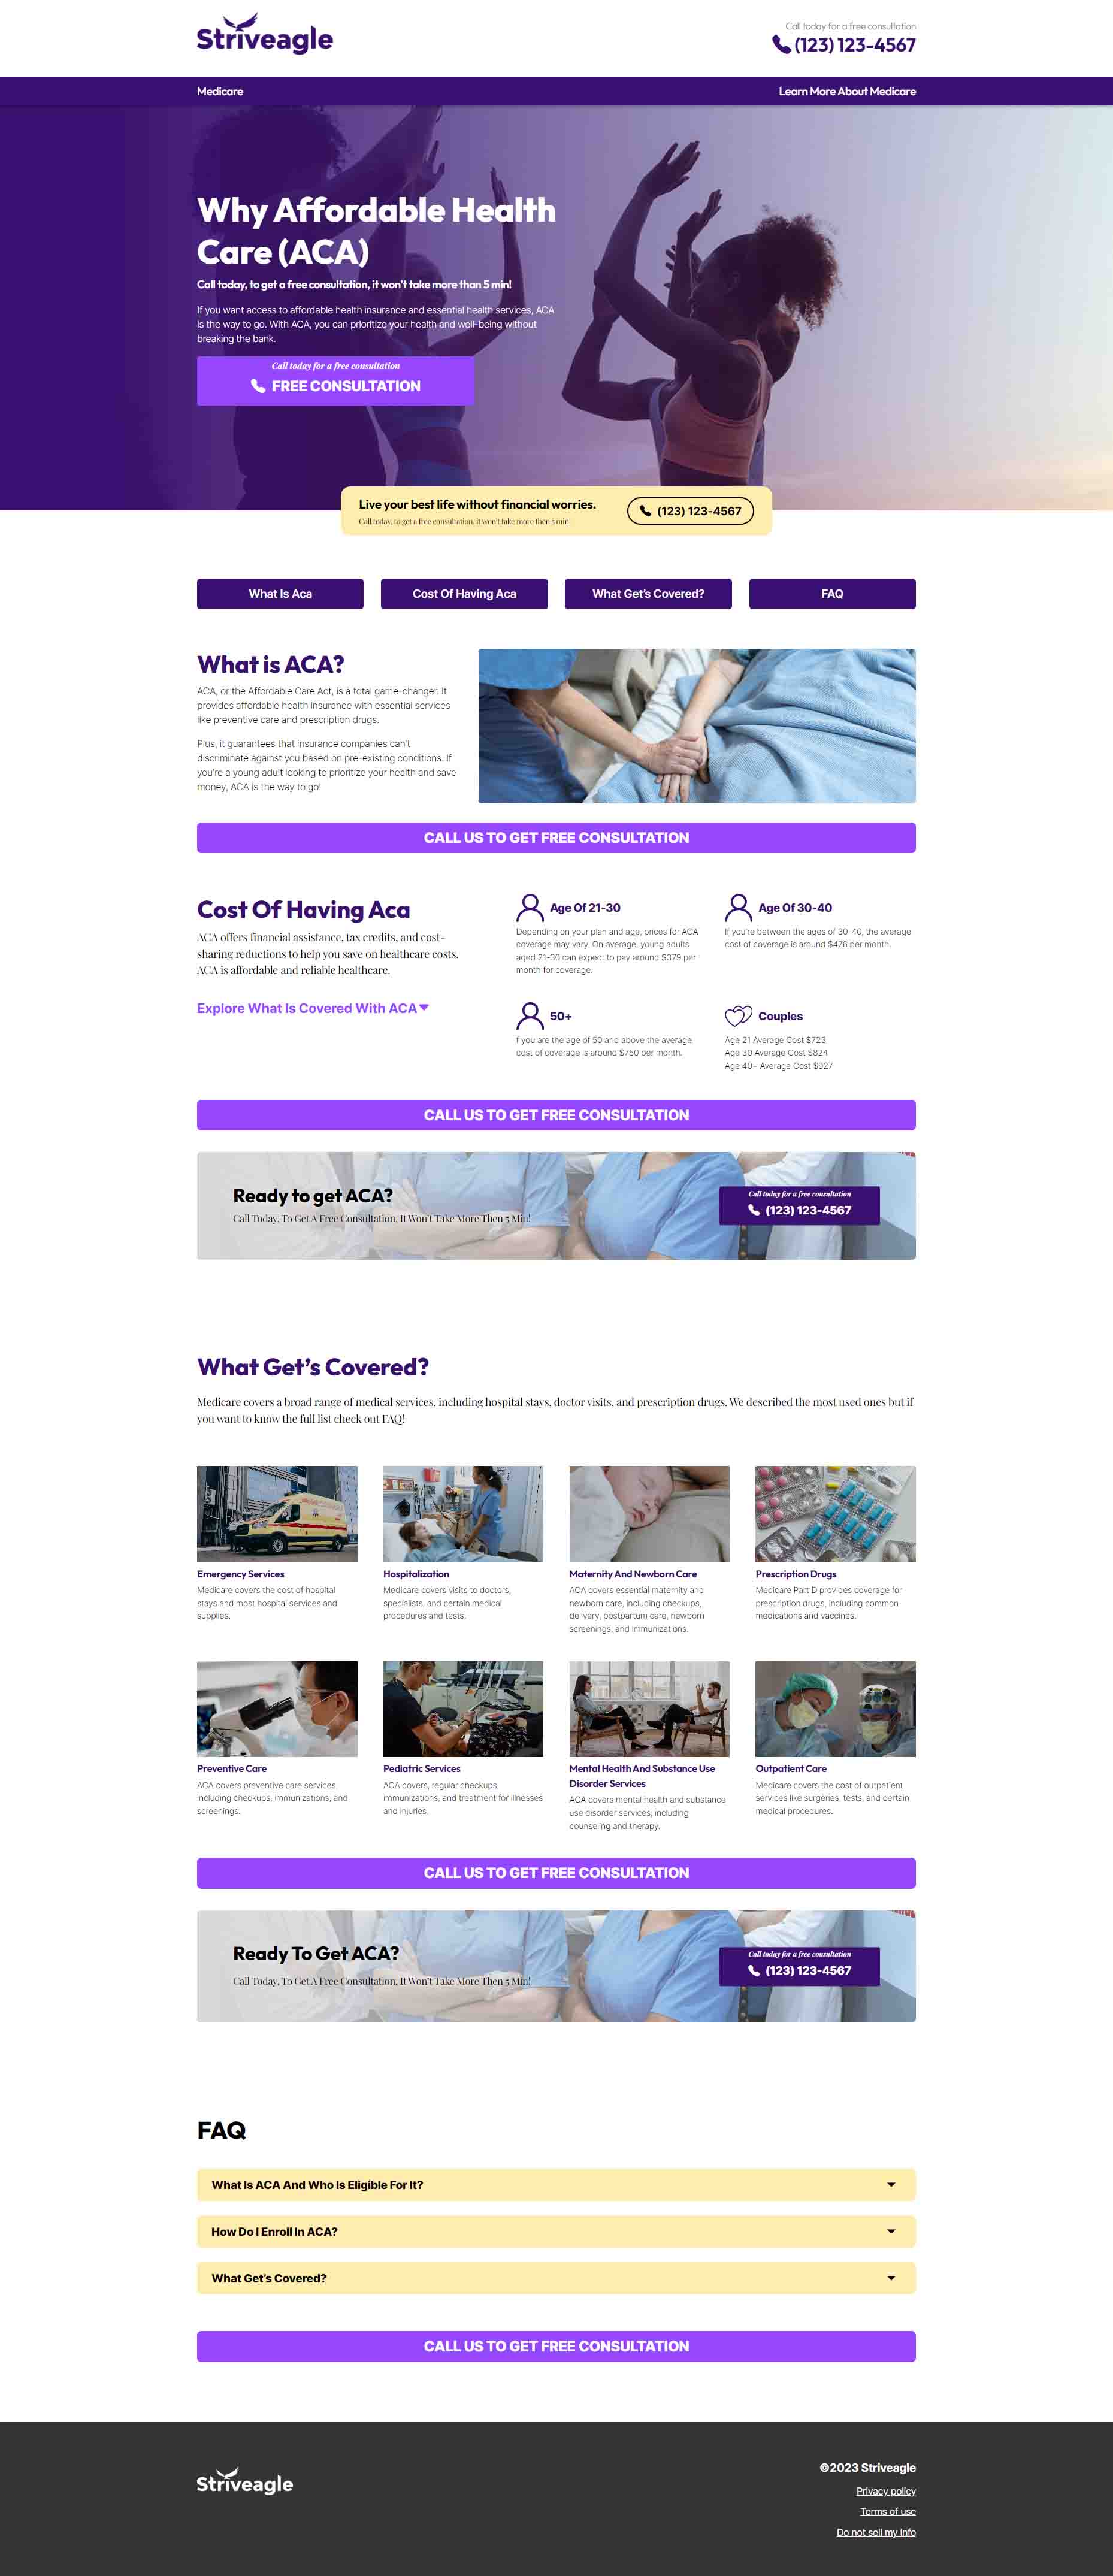 Striveagle
Call today for a free consultation
(123) 123-4567
Medicare
Learn More About Medicare
Why Affordable Health
Care (ACA)
Call today, to get a free consultation, it won't take more than 5 min!
If you want access to affordable health insurance and essential health services, ACA
is the way to go. With ACA, you can prioritize your health and well-being without
breaking the bank.
Call today for a free consultation
FREE CONSULTATION
Live your best life without financial worries.
Call today, to get a free consultation, it won't take more then 5 min!
(123) 123-4567
What Is Aca
Cost Of Having Aca
What Get's Covered?
FAQ
What is ACA?
ACA, or the Affordable Care Act, is a total game-changer. It
provides affordable health insurance with essential services
like preventive care and prescription drugs.
Plus, it guarantees that insurance companies can't
discriminate against you based on pre-existing conditions. If
you're a young adult looking to prioritize your health and save
money, ACA is the way to go!
CALL US TO GET FREE CONSULTATION
Cost Of Having Aca
ACA offers financial assistance, tax credits, and cost-
sharing reductions to help you save on healthcare costs.
ACA is affordable and reliable healthcare.
Explore What Is Covered With ACA
Age Of 21-30
Depending on your plan and age, prices for ACA
coverage may vary. On average, young adults
aged 21-30 can expect to pay around $379 per
month for coverage.
Age Of 30-40
If you're between the ages of 30-40, the average
cost of coverage is around $476 per month.
50+
f you are the age of 50 and above the average
cost of coverage is around $750 per month.
Couples
Age 21 Average Cost $723
Age 30 Average Cost $824
Age 40+ Average Cost $927
CALL US TO GET FREE CONSULTATION
Ready to get ACA?
Call Today, To Get A Free Consultation, It Won't Take More Then 5 Min!
Call today for a free consultation
(123) 123-4567
What Get's Covered?
Medicare covers a broad range of medical services, including hospital stays, doctor visits, and prescription drugs. We described the most used ones but if
you want to know the full list check out FAQ!
Emergency Services
Medicare covers the cost of hospital
stays and most hospital services and
supplies.
Hospitalization
Medicare covers visits to doctors,
specialists, and certain medical
procedures and tests.
Maternity And Newborn Care
ACA covers essential maternity and
newborn care, including checkups,
delivery, postpartum care, newborn
screenings, and immunizations.
Prescription Drugs
Medicare Part D provides coverage for
prescription drugs, including common
medications and vaccines.
Preventive Care
ACA covers preventive care services,
including checkups, immunizations, and
screenings.
Pediatric Services
ACA covers, regular checkups,
immunizations, and treatment for illnesses
and injuries.
Mental Health And Substance Use
Disorder Services
ACA covers mental health and substance
use disorder services, including
counseling and therapy.
Outpatient Care
Medicare covers the cost of outpatient
services like surgeries, tests, and certain
medical procedures.
CALL US TO GET FREE CONSULTATION
Ready To Get ACA?
Call Today, To Get A Free Consultation, It Won't Take More Then 5 Min!
Call today for a free consultation
(123) 123-4567
FAQ
What Is ACA And Who Is Eligible For It?
How Do I Enroll In ACA?
What Get's Covered?
CALL US TO GET FREE CONSULTATION
Striveagle
©2023 Striveagle
Privacy policy
Terms of use
Do not sell my info